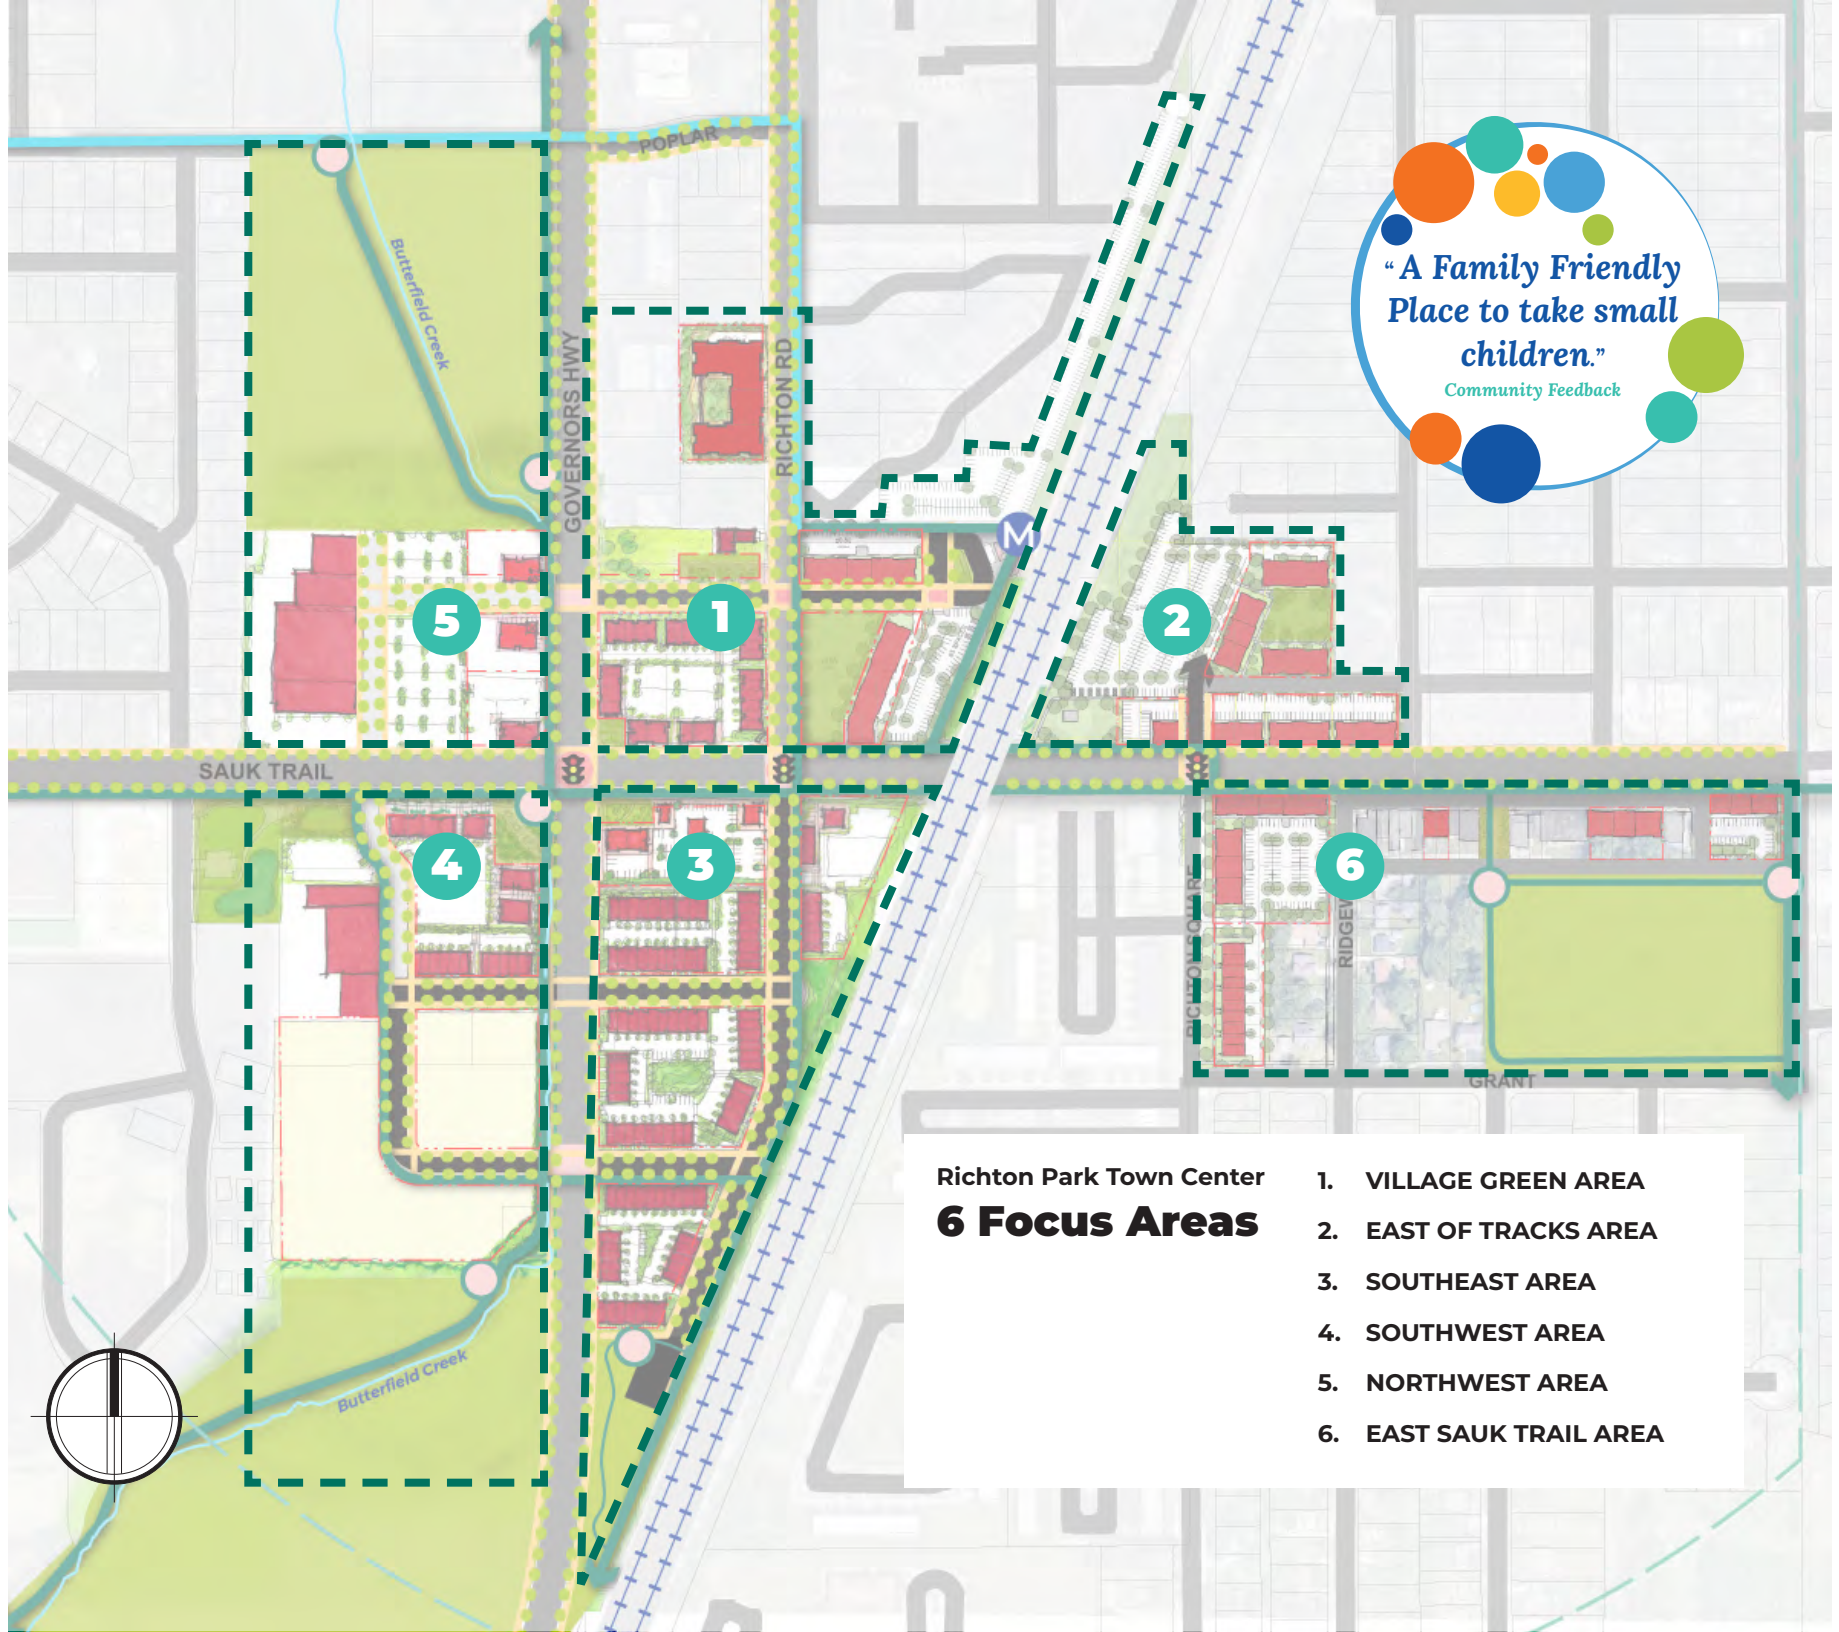 POPLAR
Butterfield Creek
GOVERNORS HWY
RICHTON RD
“ A Family Friendly
Place to take small
children.”
Community Feedback
M
5
1
2
SAUK TRAIL
4
3
6
RICHTON SQUARE
GRANT
Butterfield Creek
Richton Park Town Center
6 Focus Areas
1. VILLAGE GREEN AREA
2. EAST OF TRACKS AREA
3. SOUTHEAST AREA
4. SOUTHWEST AREA
5. NORTHWEST AREA
6. EAST SAUK TRAIL AREA